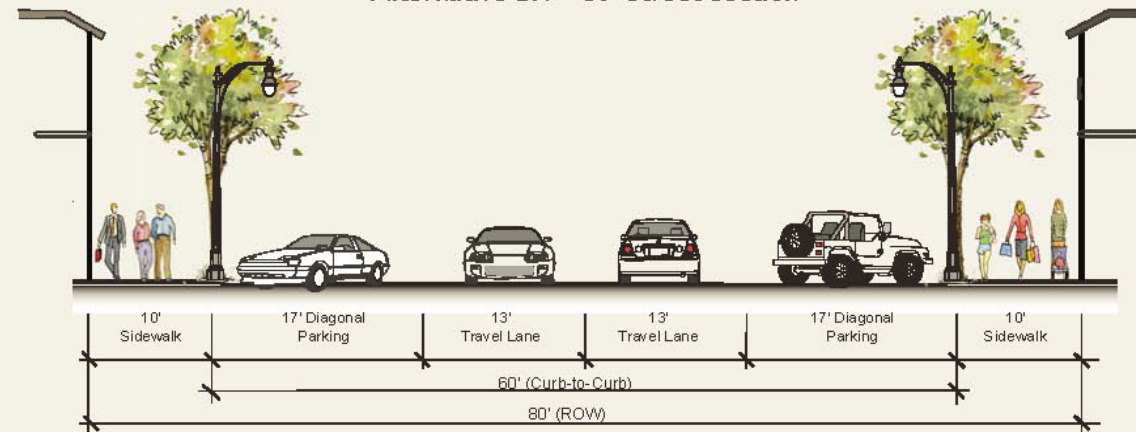 10' Sidewalk
17' Diagonal Parking
13' Travel Lane
13' Travel Lane
17' Diagonal Parking
10' Sidewalk
60' (Curb-to-Curb)
80' (ROW)